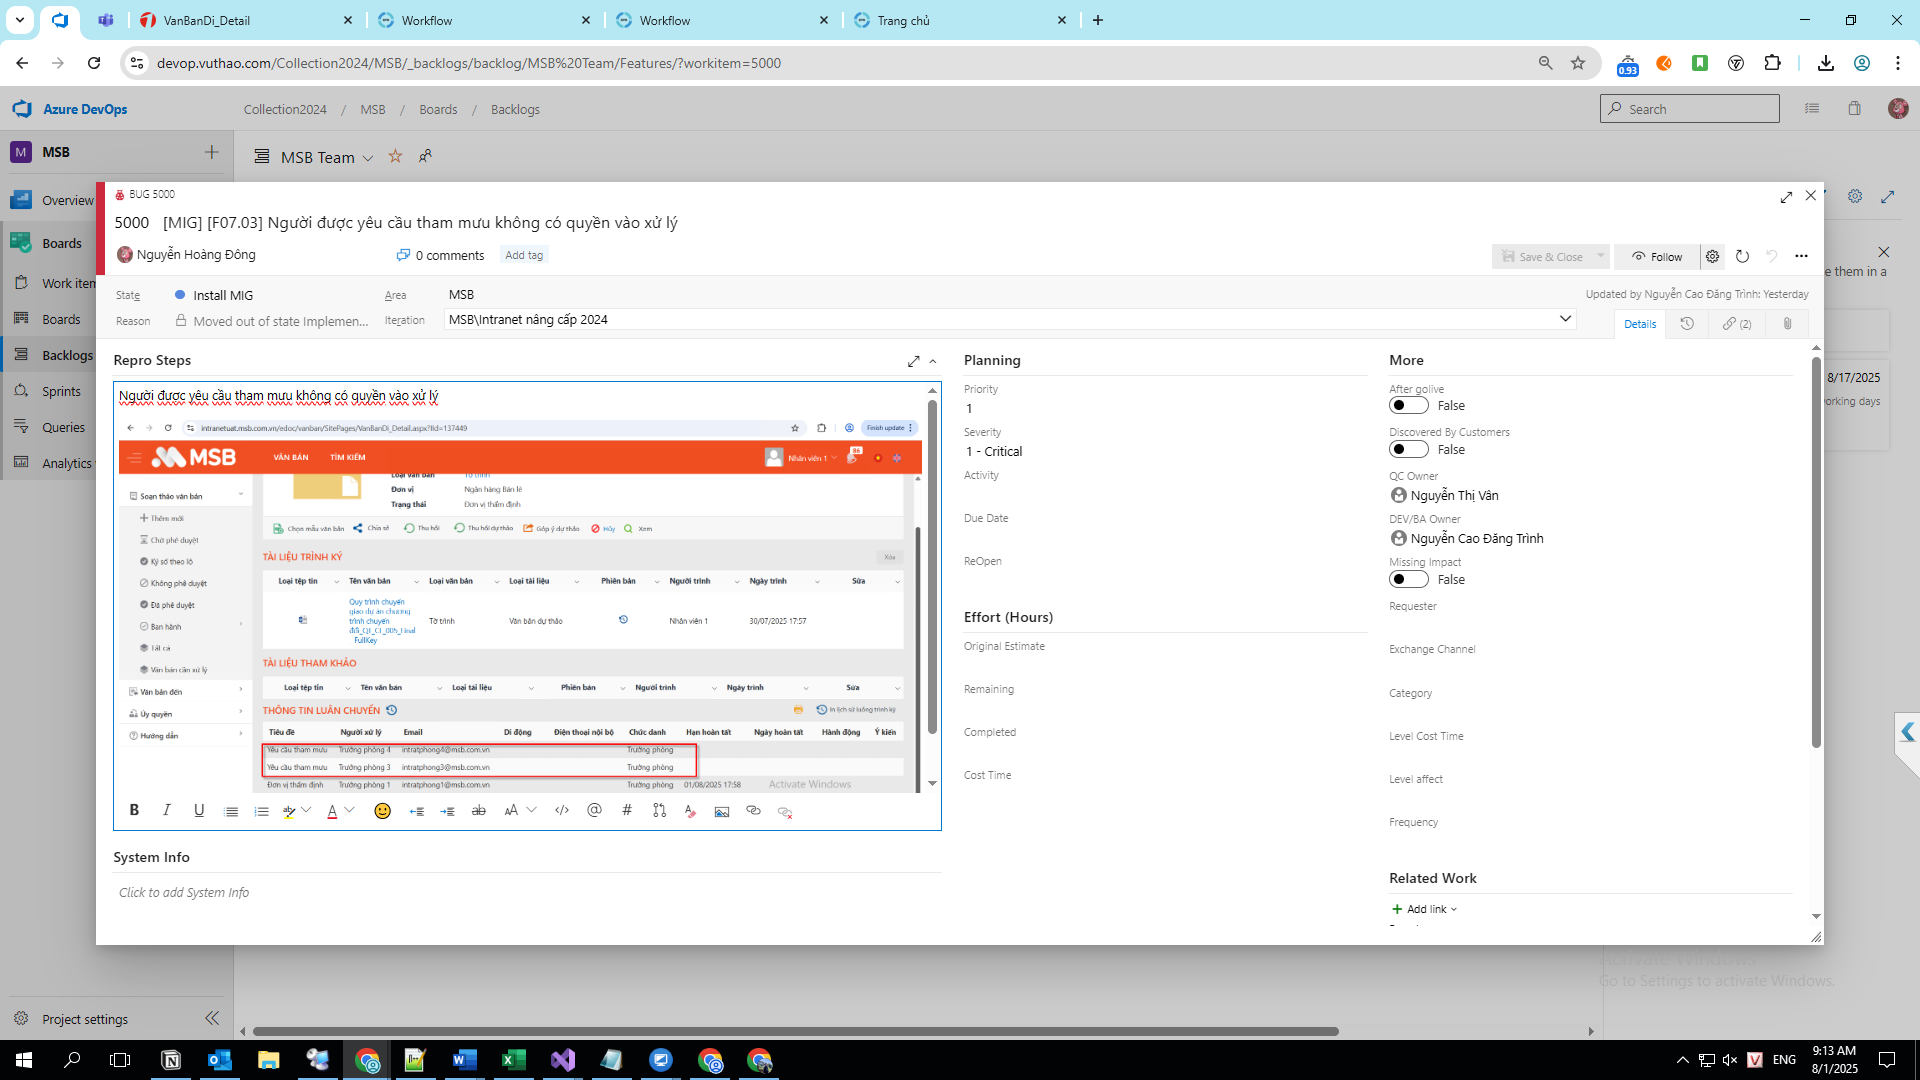 VanBanDi_Detail
Workflow
Workflow
Trang chủ
devop.vuthao.com/Collection2024/MSB/_backlogs/backlog/MSB%20Team/Features/?workitem=5000
0.93
Azure DevOps
Collection2024 / MSB / Boards / Backlogs
Search
M MSB
MSB Team
Overview
Boards
Work item
Boards
Backlogs
Sprints
Queries
Analytics
Project settings
BUG 5000
5000 [MIG] [F07.03] Người được yêu cầu tham mưu không có quyền vào xử lý
Nguyễn Hoàng Đông
0 comments
Add tag
Save & Close
Follow
State
Install MIG
Area
MSB
Reason
Moved out of state Implemen...
Iteration
MSB\Intranet nâng cấp 2024
Updated by Nguyễn Cao Đăng Trình: Yesterday
Details
(2)
Repro Steps
Người được yêu cầu tham mưu không có quyền vào xử lý
intranetuat.msb.com.vn/edoc/vanban/SitePages/VanBanDi_Detail.aspx?IId=137449
Finish update
MSB
VĂN BẢN
TÌM KIẾM
Nhân viên 1
86
Soạn thảo văn bản
Thêm mới
Chờ phê duyệt
Ký số theo lô
Không phê duyệt
Đã phê duyệt
Ban hành
Tất cả
Văn bản cần xử lý
Văn bản đến
Ủy quyền
Hướng dẫn
Loại văn bản
Tờ trình
Đơn vị
Ngân hàng Bán lẻ
Trạng thái
Đơn vị thẩm định
Chọn mẫu văn bản
Chia sẻ
Thu hồi
Thu hồi dự thảo
Góp ý dự thảo
Hủy
Xem
TÀI LIỆU TRÌNH KÝ
Xóa
Loại tệp tin
Tên văn bản
Loại văn bản
Loại tài liệu
Phiên bản
Người trình
Ngày trình
Sửa
Quy trình chuyển
giao dự án chương
trình chuyển
đổi_QT_CT_005_Final
_FullKey
Tờ trình
Văn bản dự thảo
Nhân viên 1
30/07/2025 17:57
TÀI LIỆU THAM KHẢO
Loại tệp tin
Tên văn bản
Loại tài liệu
Phiên bản
Người trình
Ngày trình
Sửa
THÔNG TIN LUÂN CHUYỂN
In lịch sử luồng trình ký
Tiêu đề
Người xử lý
Email
Di động
Điện thoại nội bộ
Chức danh
Hạn hoàn tất
Ngày hoàn tất
Hành động
Ý kiến
Yêu cầu tham mưu Trưởng phòng 4 intratphong4@msb.com.vn Trưởng phòng
Yêu cầu tham mưu Trưởng phòng 3 intratphong3@msb.com.vn Trưởng phòng
Đơn vị thẩm định Trưởng phòng 1 intratphong1@msb.com.vn Trưởng phòng 01/08/2025 17:58
Activate Windows
System Info
Click to add System Info
Planning
Priority
1
Severity
1 - Critical
Activity
Due Date
ReOpen
Effort (Hours)
Original Estimate
Remaining
Completed
Cost Time
More
After golive
False
Discovered By Customers
False
QC Owner
Nguyễn Thị Vân
DEV/BA Owner
Nguyễn Cao Đăng Trình
Missing Impact
False
Requester
Exchange Channel
Category
Level Cost Time
Level affect
Frequency
Related Work
Add link
e them in a
8/17/2025
orking days
Activate Windows
Go to Settings to activate Windows.
ENG
9:13 AM
8/1/2025